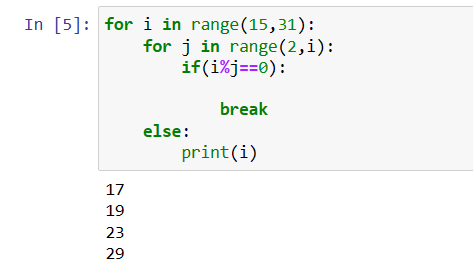 In [5]: for i in range(15,31):
    for j in range(2,i):
        if(i%j==0):

            break
    else:
        print(i)
17
19
23
29